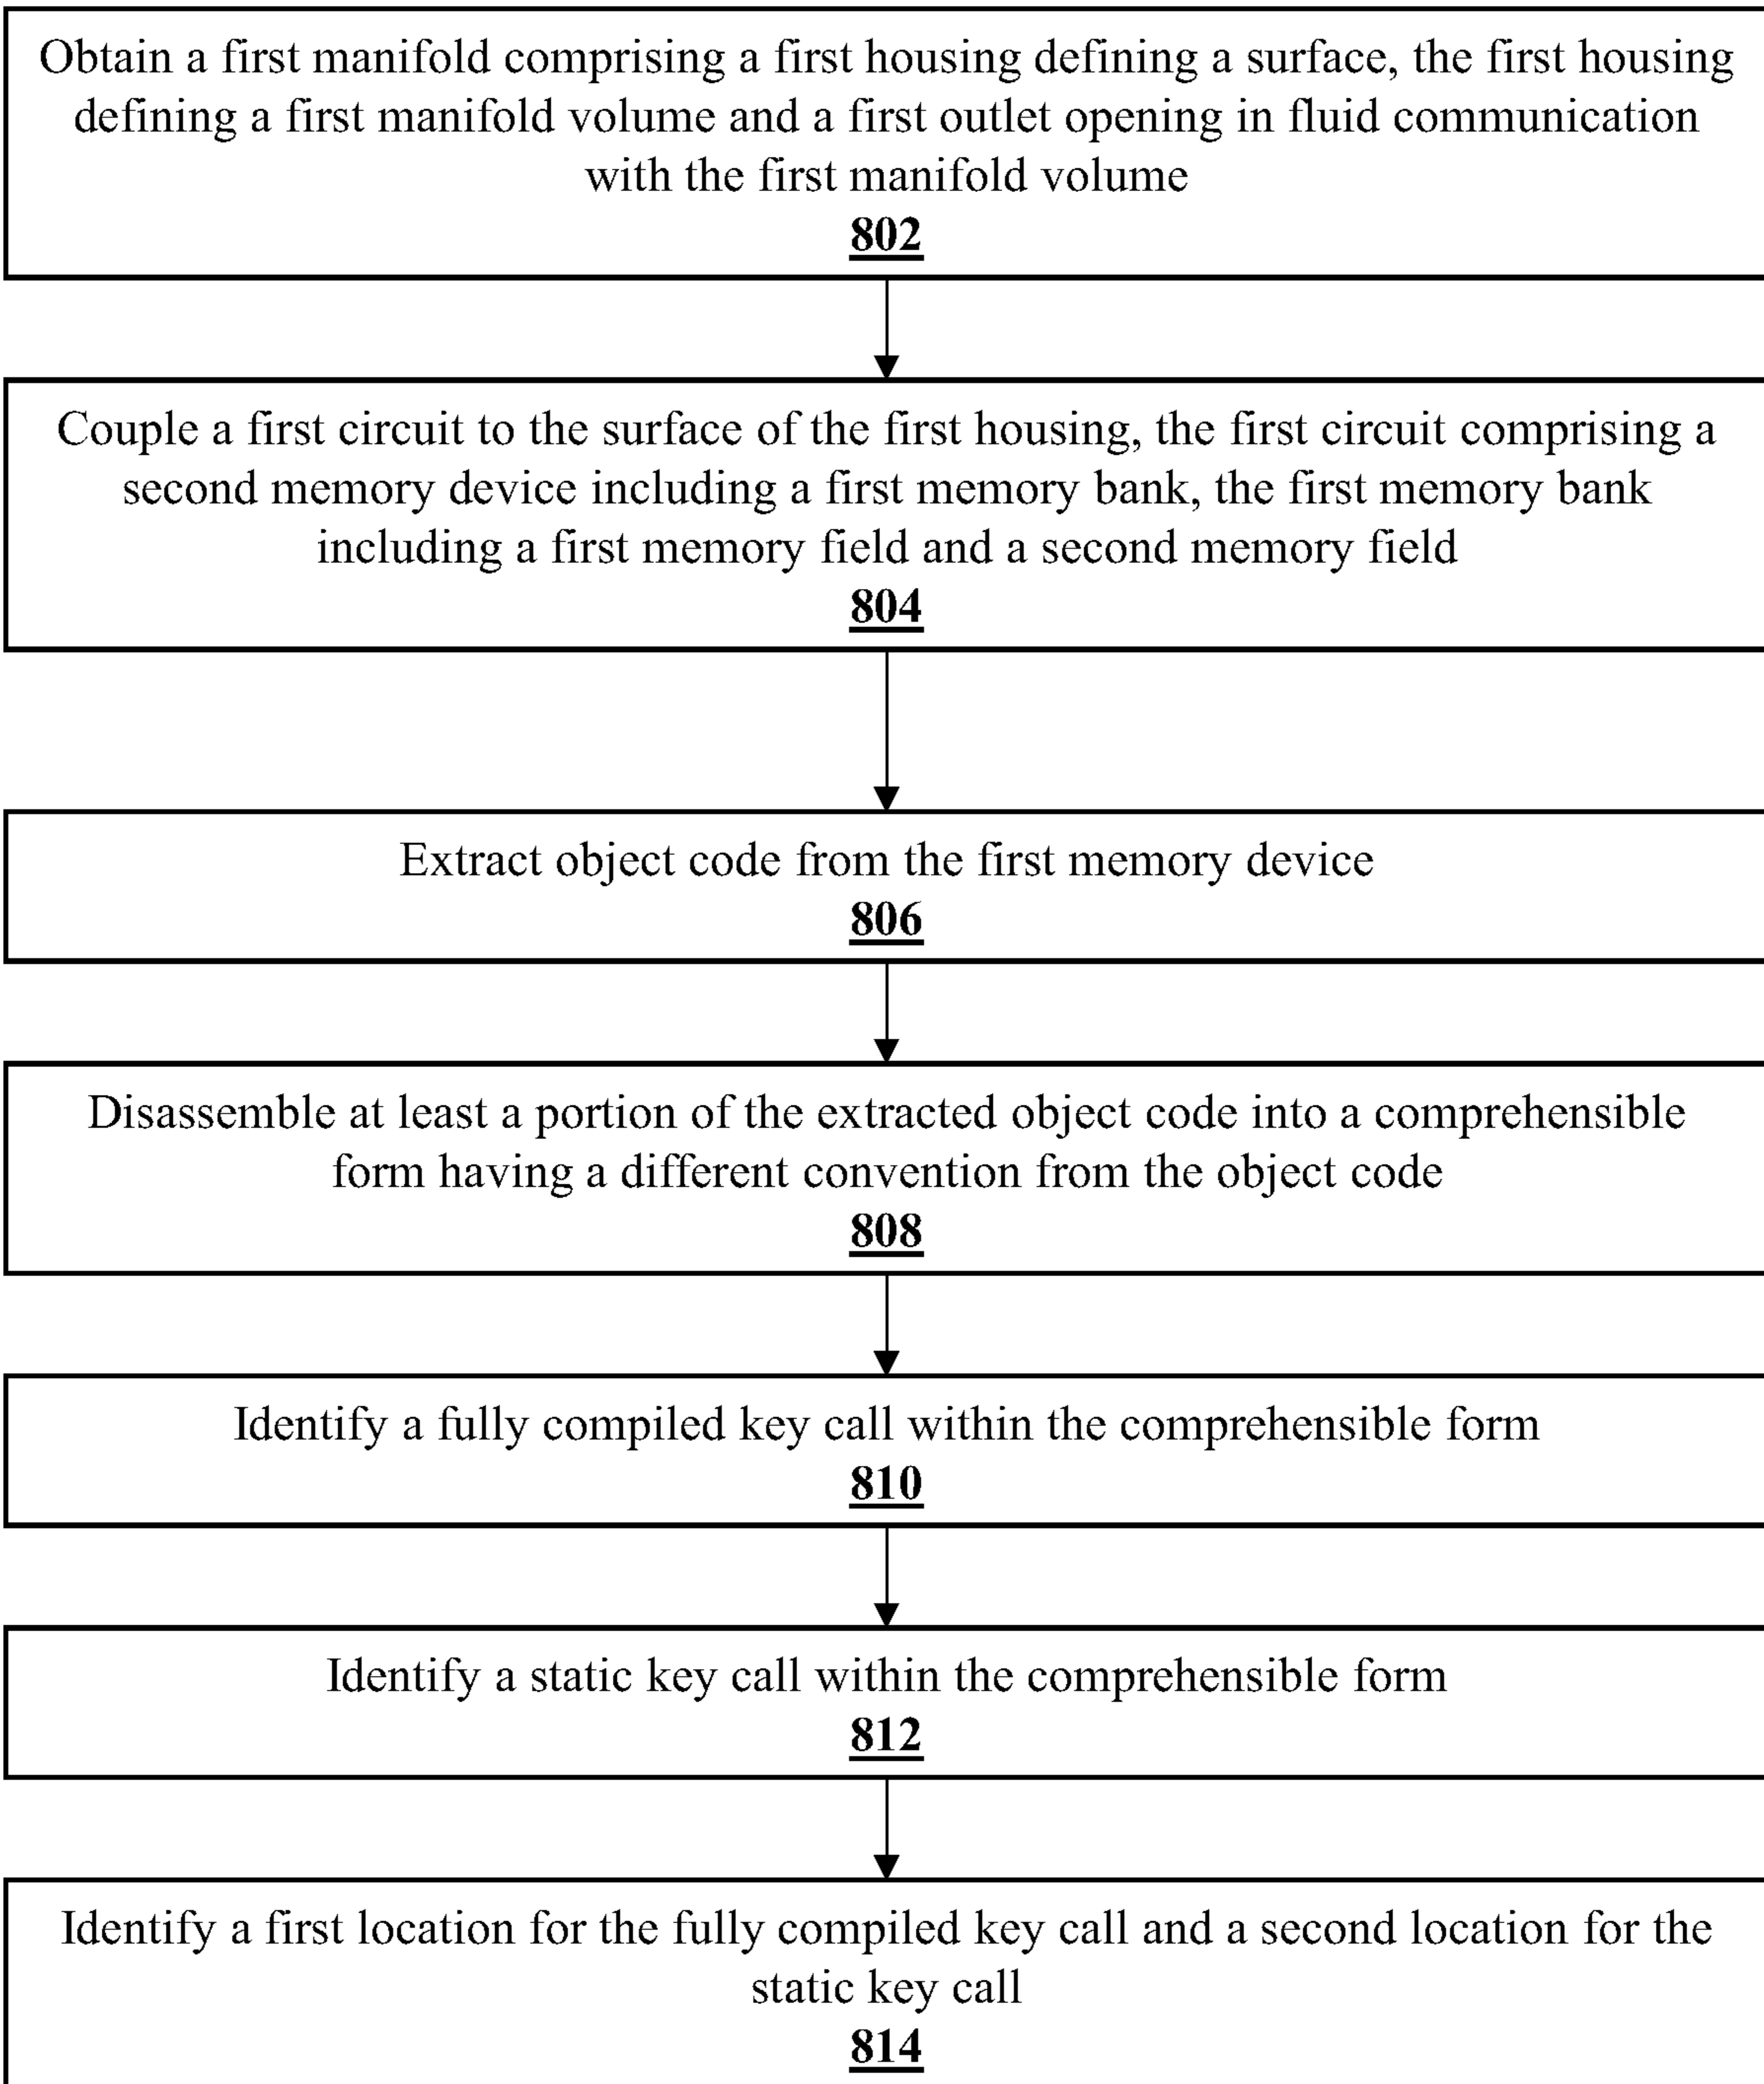 Obtain a first manifold comprising a first housing defining a surface, the first housing
defining a first manifold volume and a first outlet opening in fluid communication
with the first manifold volume
802
Couple a first circuit to the surface of the first housing, the first circuit comprising a
second memory device including a first memory bank, the first memory bank
including a first memory field and a second memory field
804
Extract object code from the first memory device
806
Disassemble at least a portion of the extracted object code into a comprehensible
form having a different convention from the object code
808
Identify a fully compiled key call within the comprehensible form
810
Identify a static key call within the comprehensible form
812
Identify a first location for the fully compiled key call and a second location for the
static key call
814